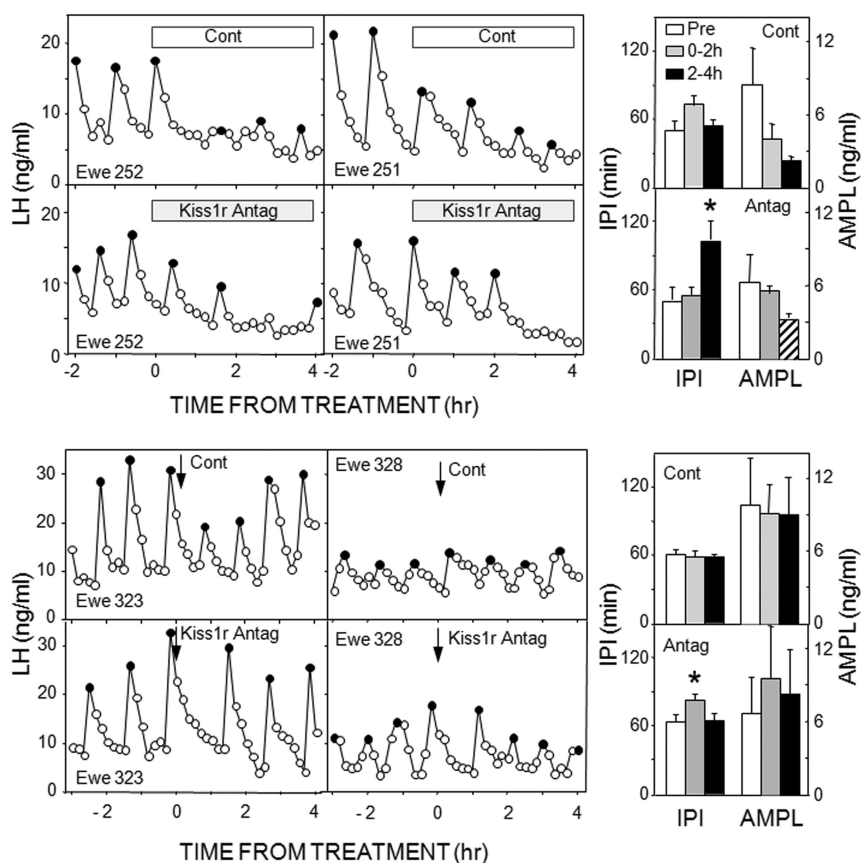 20
10
0
LH (ng/ml)
Cont
Ewe 252
Cont
Ewe 251
20
10
0
Kiss1r Antag
Ewe 252
Kiss1r Antag
Ewe 251
-2 0 2 4 -2 0 2 4
TIME FROM TREATMENT (hr)
120
60
0
120
60
0
IPI (min)
Pre
0-2h
2-4h
Cont
*
Antag
12
6
0
12
6
0
AMPL (ng/ml)
IPI AMPL
30
20
10
0
30
20
10
0
LH (ng/ml)
Cont
Ewe 323
Ewe 328
Cont
Kiss1r Antag
Ewe 323
Ewe 328
Kiss1r Antag
-2 0 2 4 -2 0 2 4
TIME FROM TREATMENT (hr)
120
60
0
120
60
0
IPI (min)
Cont
Antag
*
12
6
0
12
6
0
AMPL (ng/ml)
IPI AMPL